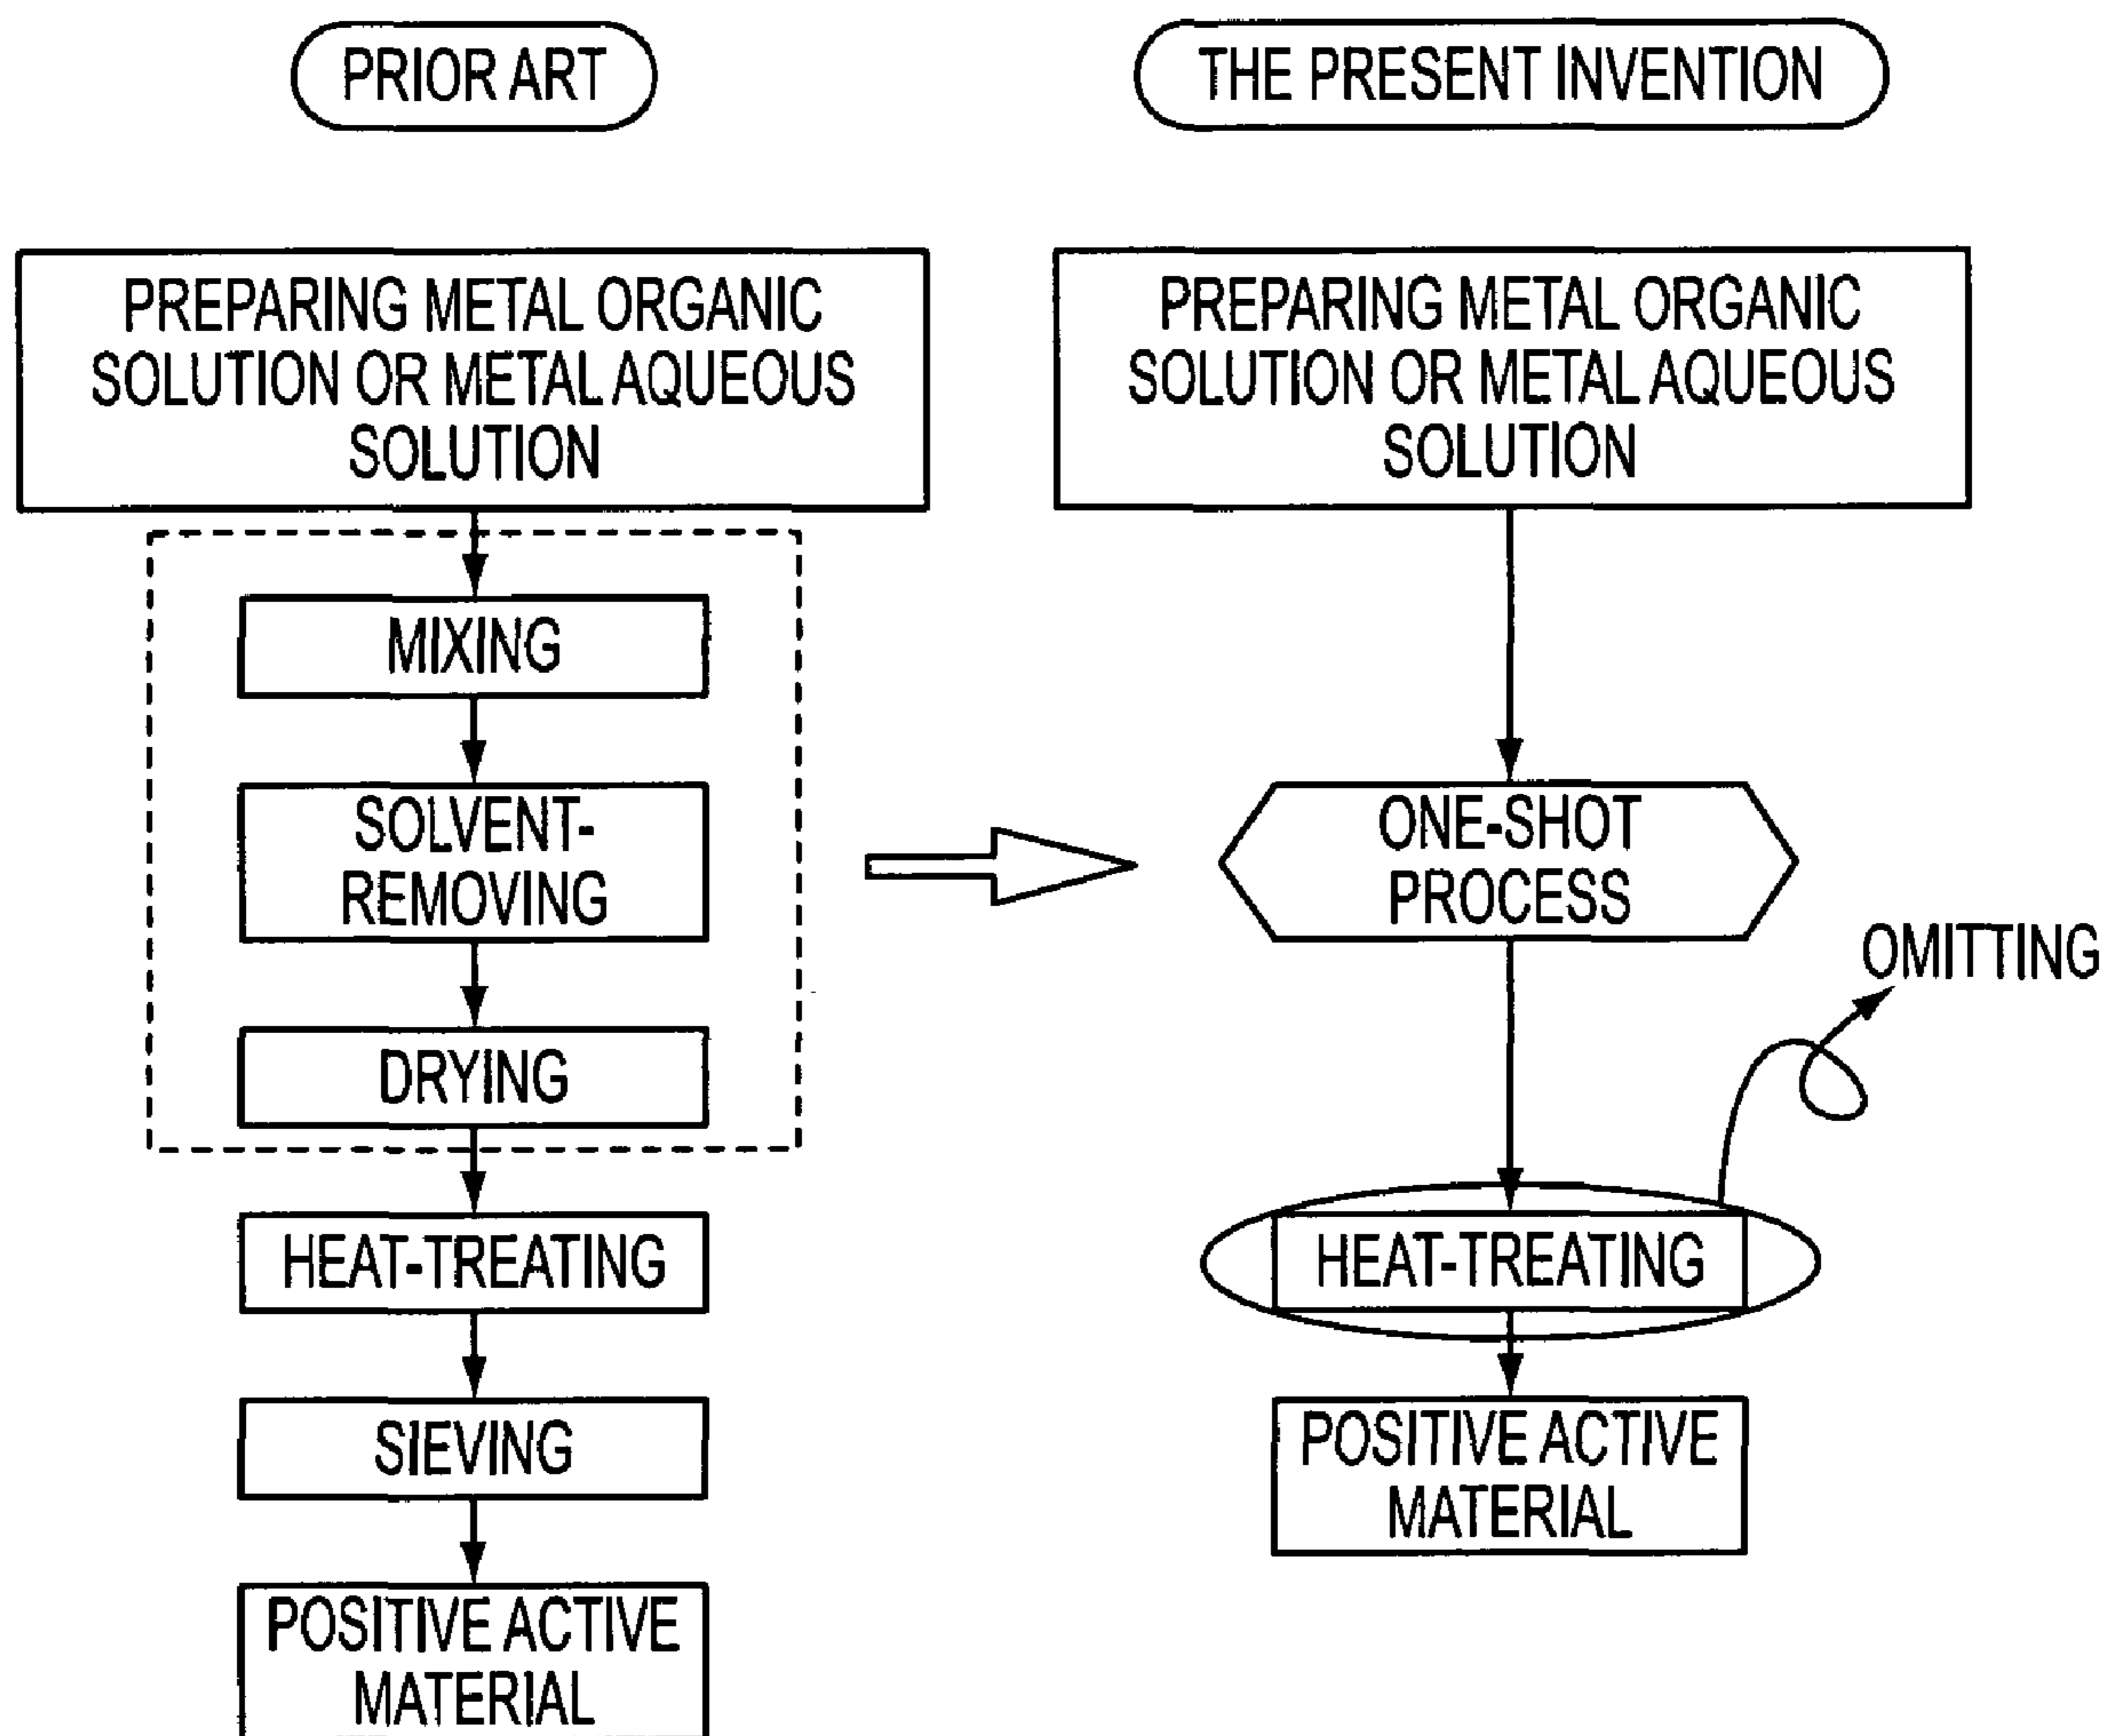 PRIOR ART
PREPARING METAL ORGANIC
SOLUTION OR METAL AQUEOUS
SOLUTION
MIXING
SOLVENT-
REMOVING
DRYING
HEAT-TREATING
SIEVING
POSITIVE ACTIVE
MATERIAL
THE PRESENT INVENTION
PREPARING METAL ORGANIC
SOLUTION OR METAL AQUEOUS
SOLUTION
ONE-SHOT
PROCESS
OMITTING
HEAT-TREATING
POSITIVE ACTIVE
MATERIAL